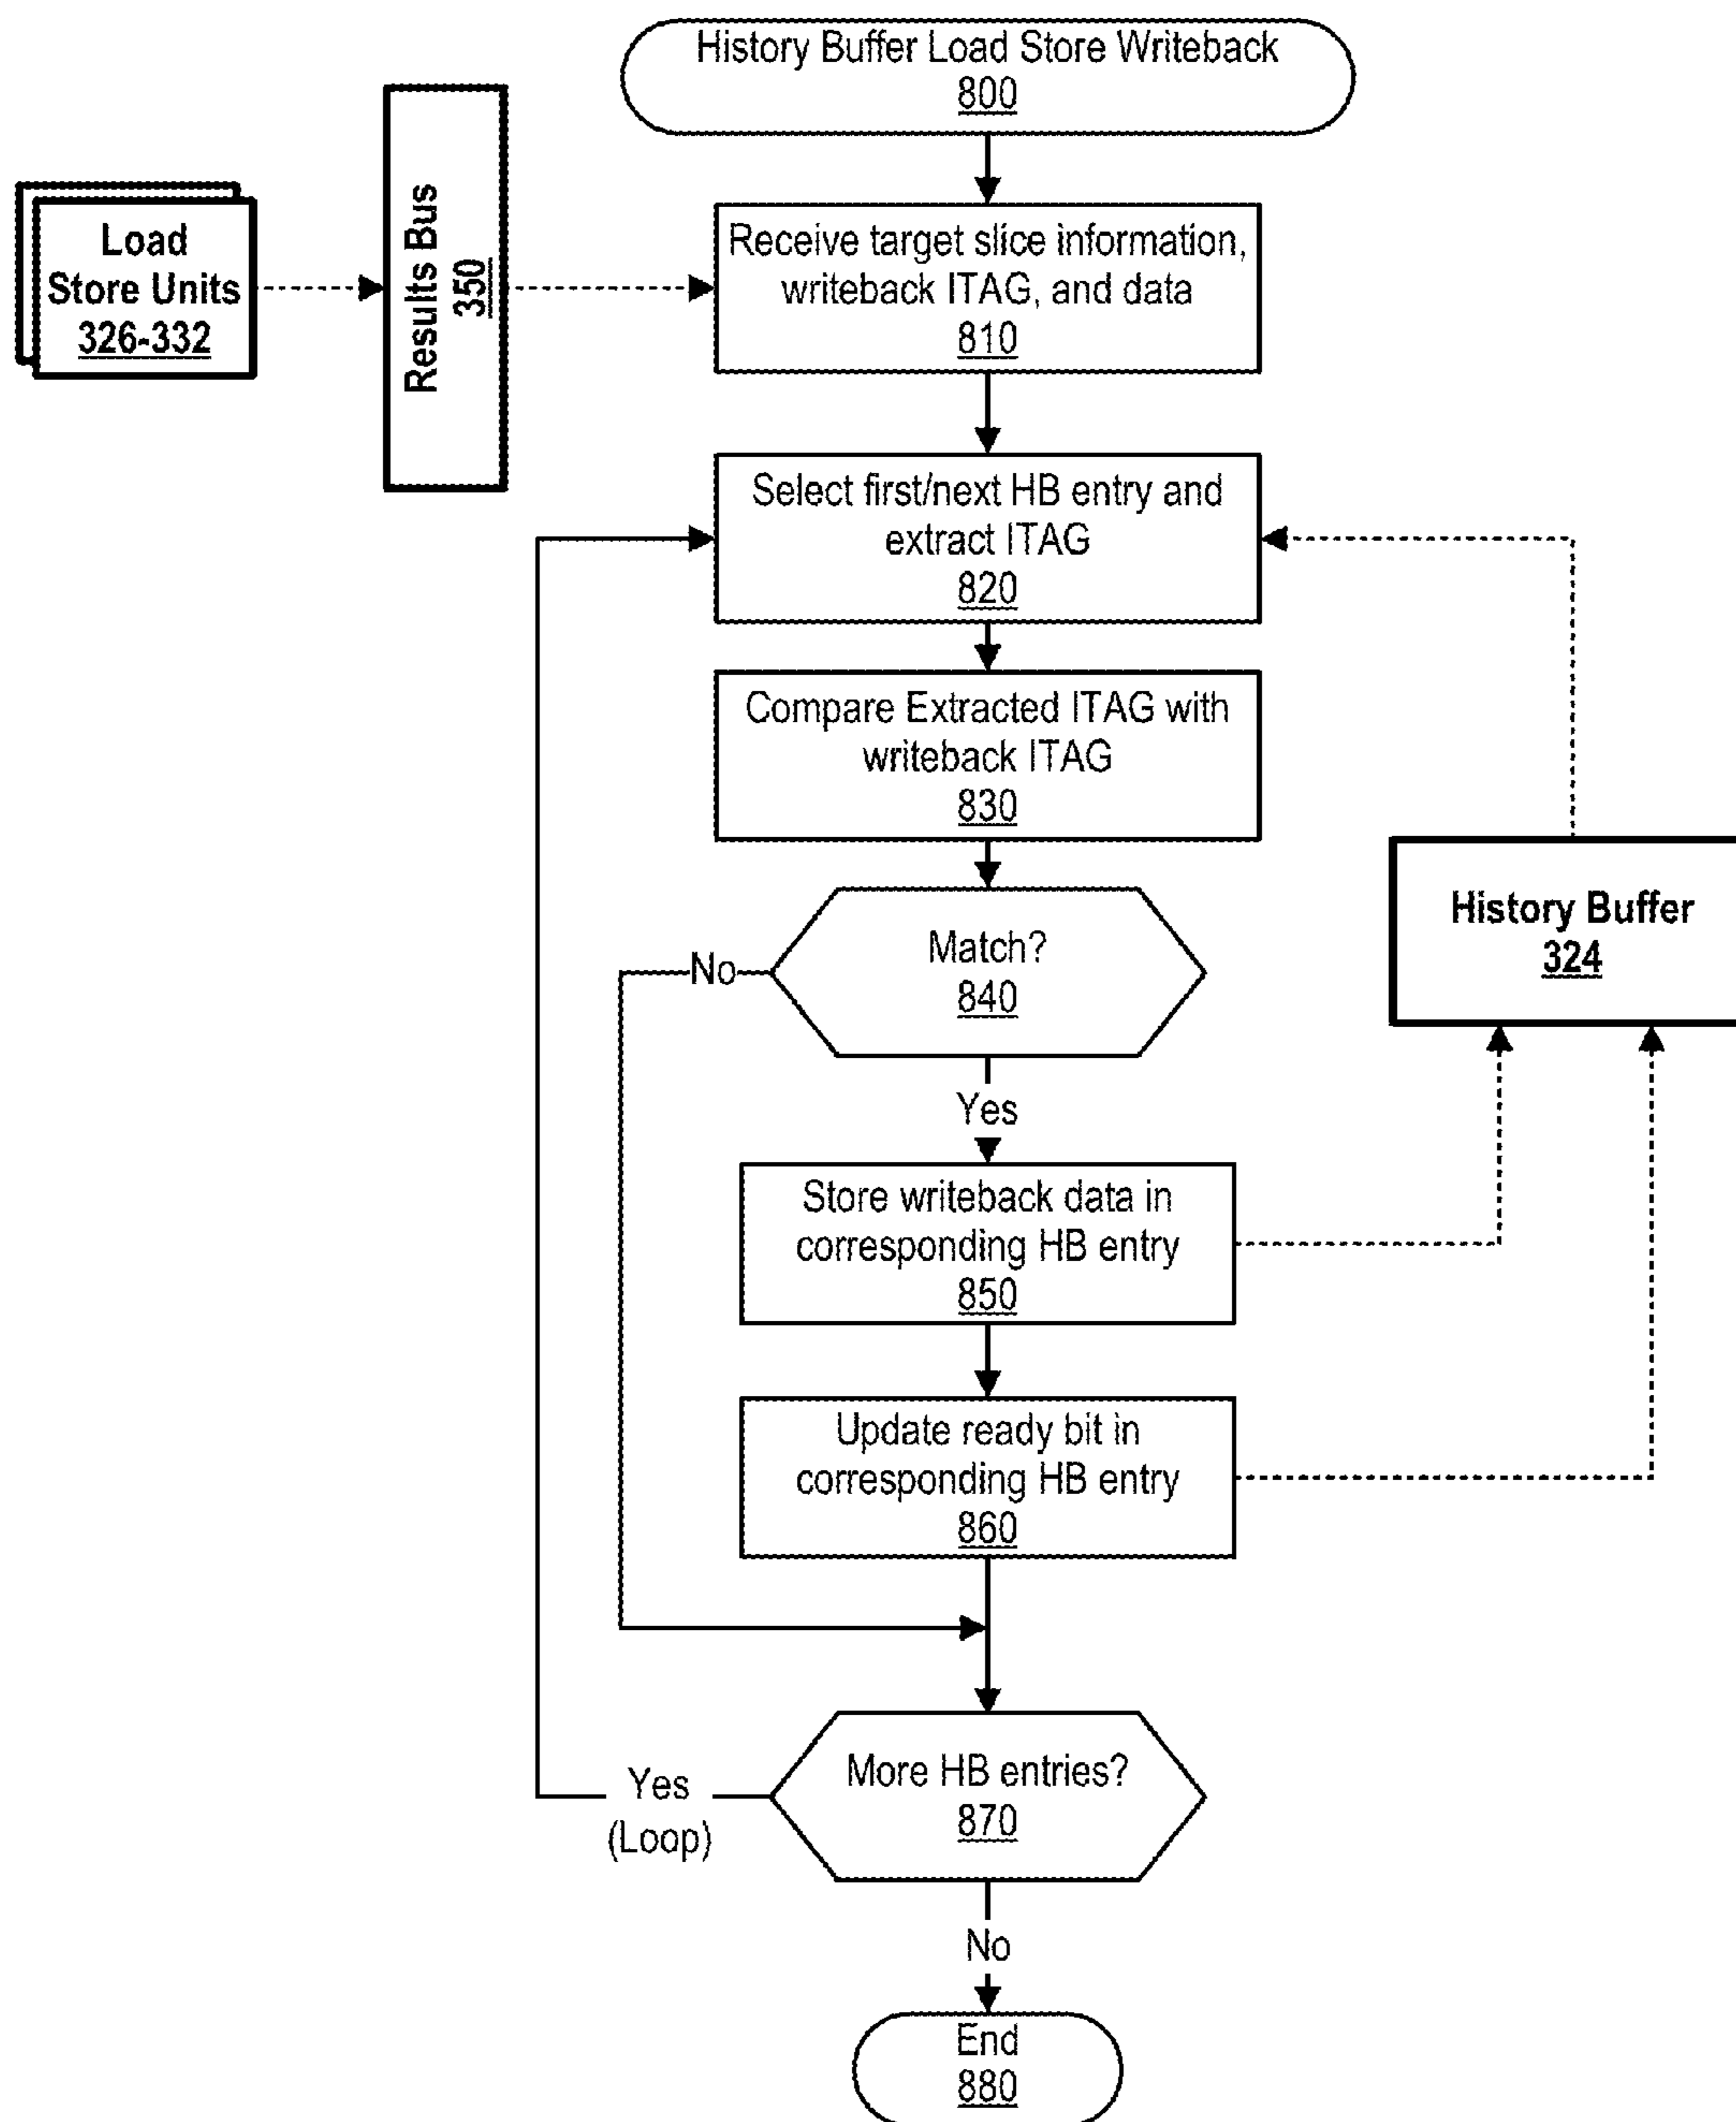 History Buffer Load Store Writeback
800
Load
Store Units
326-332
Results Bus
350
Receive target slice information,
writeback ITAG, and data
810
Select first/next HB entry and
extract ITAG
820
Compare Extracted ITAG with
writeback ITAG
830
History Buffer
324
Match?
840
No
Yes
Store writeback data in
corresponding HB entry
850
Update ready bit in
corresponding HB entry
860
More HB entries?
870
Yes
(Loop)
No
End
880